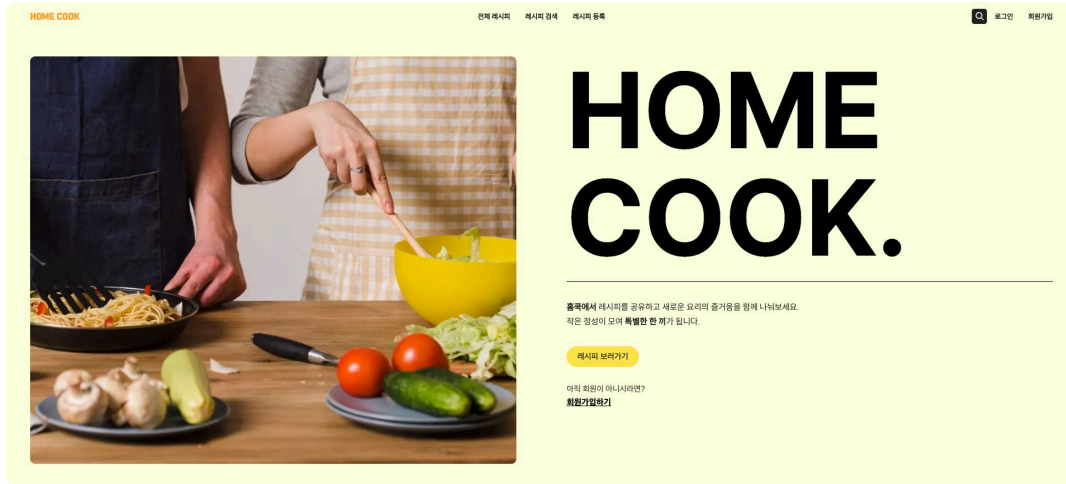 HOME COOK
전체 레시피
레시피 검색
레시피 등록
로그인
회원가입
HOME
COOK.
홈쿡에서 레시피를 공유하고 새로운 요리의 즐거움을 함께 나눠보세요.
작은 정성이 모여 특별한 한 끼가 됩니다.
레시피 보러가기
아직 회원이 아니시라면?
회원가입하기